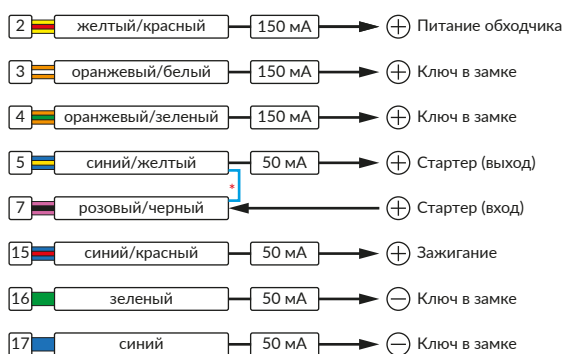 2 желтый/красный 150 мА + Питание обходчика
3 оранжевый/белый 150 мА + Ключ в замке
4 оранжевый/зеленый 150 мА + Ключ в замке
5 синий/желтый 50 мА + Стартер (выход)
*
7 розовый/черный + Стартер (вход)
15 синий/красный 50 мА + Зажигание
16 зеленый 50 мА − Ключ в замке
17 синий 50 мА − Ключ в замке